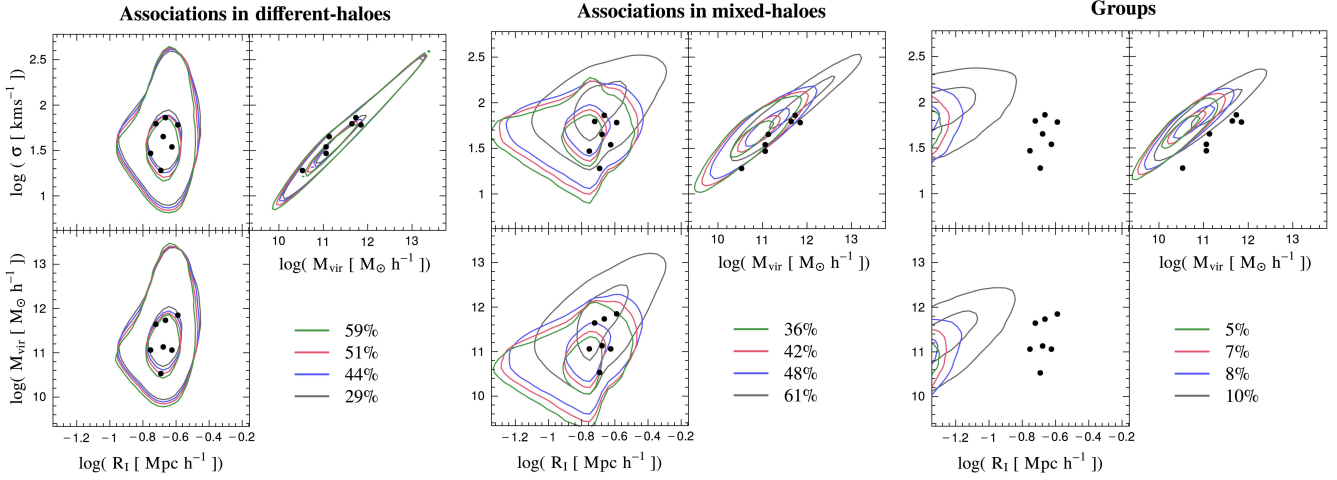 Associations in different-haloes
Associations in mixed-haloes
Groups
log ( σ [ kms⁻¹ ])
2.5
2
1.5
1
2.5
2
1.5
1
2.5
2
1.5
1
10 11 12 13
10 11 12 13
10 11 12 13
log( M_vir [ M_⊙ h⁻¹ ])
log( M_vir [ M_⊙ h⁻¹ ])
log( M_vir [ M_⊙ h⁻¹ ])
log( M_vir [ M_⊙ h⁻¹ ])
13
12
11
10
13
12
11
10
13
12
11
10
59%
51%
44%
29%
36%
42%
48%
61%
5%
7%
8%
10%
−1.2 −1 −0.8 −0.6 −0.4 −0.2
−1.2 −1 −0.8 −0.6 −0.4 −0.2
−1.2 −1 −0.8 −0.6 −0.4 −0.2
log( R_I [ Mpc h⁻¹ ])
log( R_I [ Mpc h⁻¹ ])
log( R_I [ Mpc h⁻¹ ])